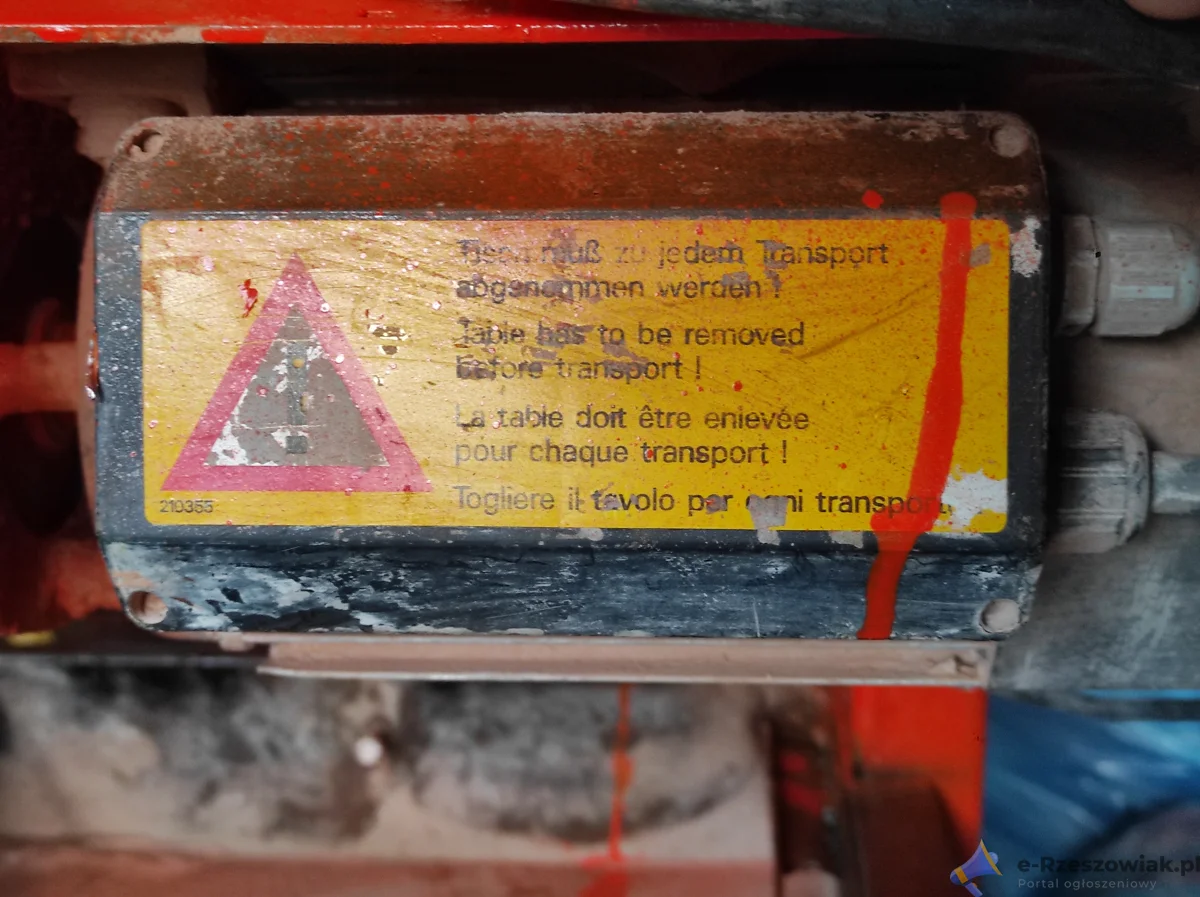 Tisch muß zu jedem Transport
abgenommen werden !
Table has to be removed
before transport !
La table doit être enlevée
pour chaque transport !
Togliere il tavolo per ogni transport
210355
e-Rzeszowiak.pl
Portal ogłoszeniowy